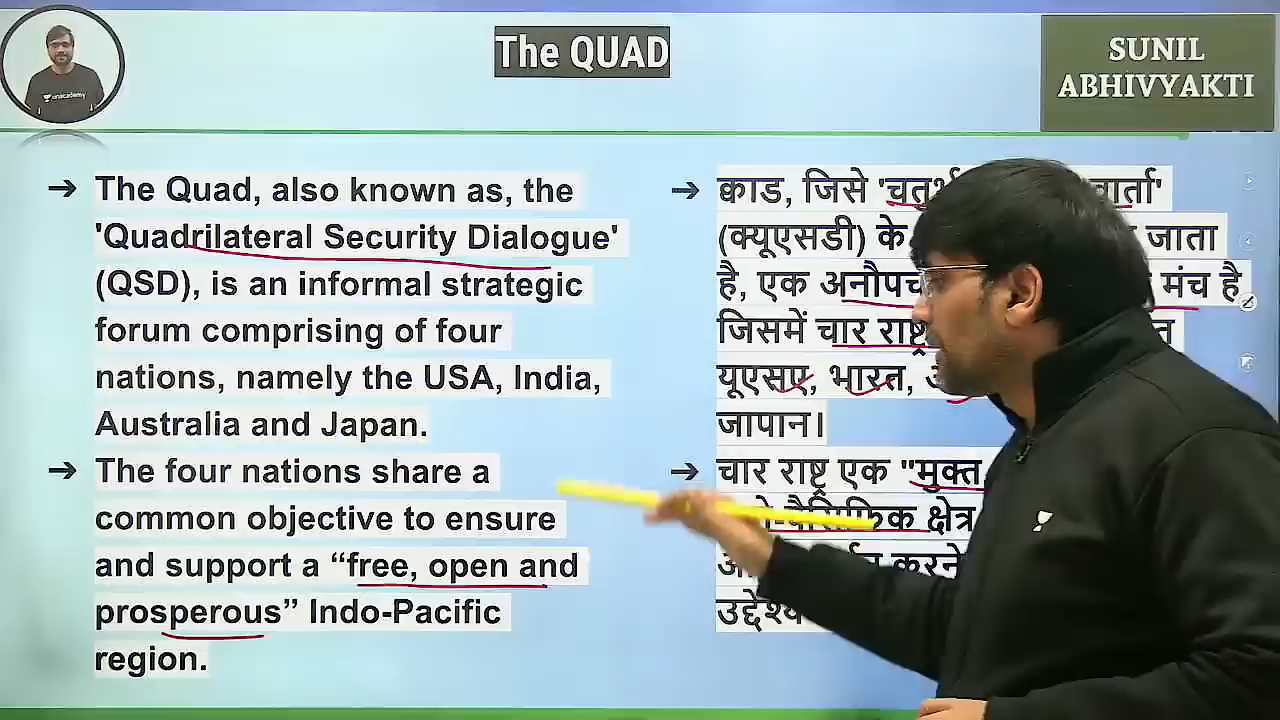 The QUAD
SUNIL
ABHIVYAKTI
unacademy
→ The Quad, also known as, the
'Quadrilateral Security Dialogue'
(QSD), is an informal strategic
forum comprising of four
nations, namely the USA, India,
Australia and Japan.
→ The four nations share a
common objective to ensure
and support a “free, open and
prosperous” Indo-Pacific
region.
→ क्वाड, जिसे वार्ता'
(क्यूएसडी) के जाता
है, एक मंच है
जिसमें चार राष्ट्र
यूएसए, भारत,
जापान।
→ चार राष्ट्र एक "मुक्त,
क्षेत्र
करने
उद्देश्य